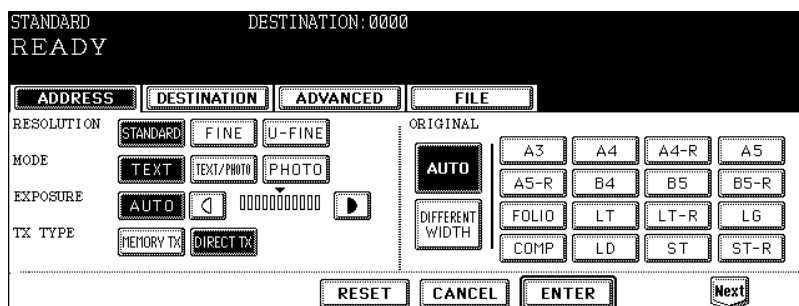 STANDARD DESTINATION:0000
READY
ADDRESS DESTINATION ADVANCED FILE
RESOLUTION STANDARD FINE U-FINE
MODE TEXT TEXT/PHOTO PHOTO
EXPOSURE AUTO
TX TYPE MEMORY TX DIRECT TX
ORIGINAL
AUTO
DIFFERENT WIDTH
A3 A4 A4-R A5
A5-R B4 B5 B5-R
FOLIO LT LT-R LG
COMP LD ST ST-R
RESET CANCEL ENTER Next